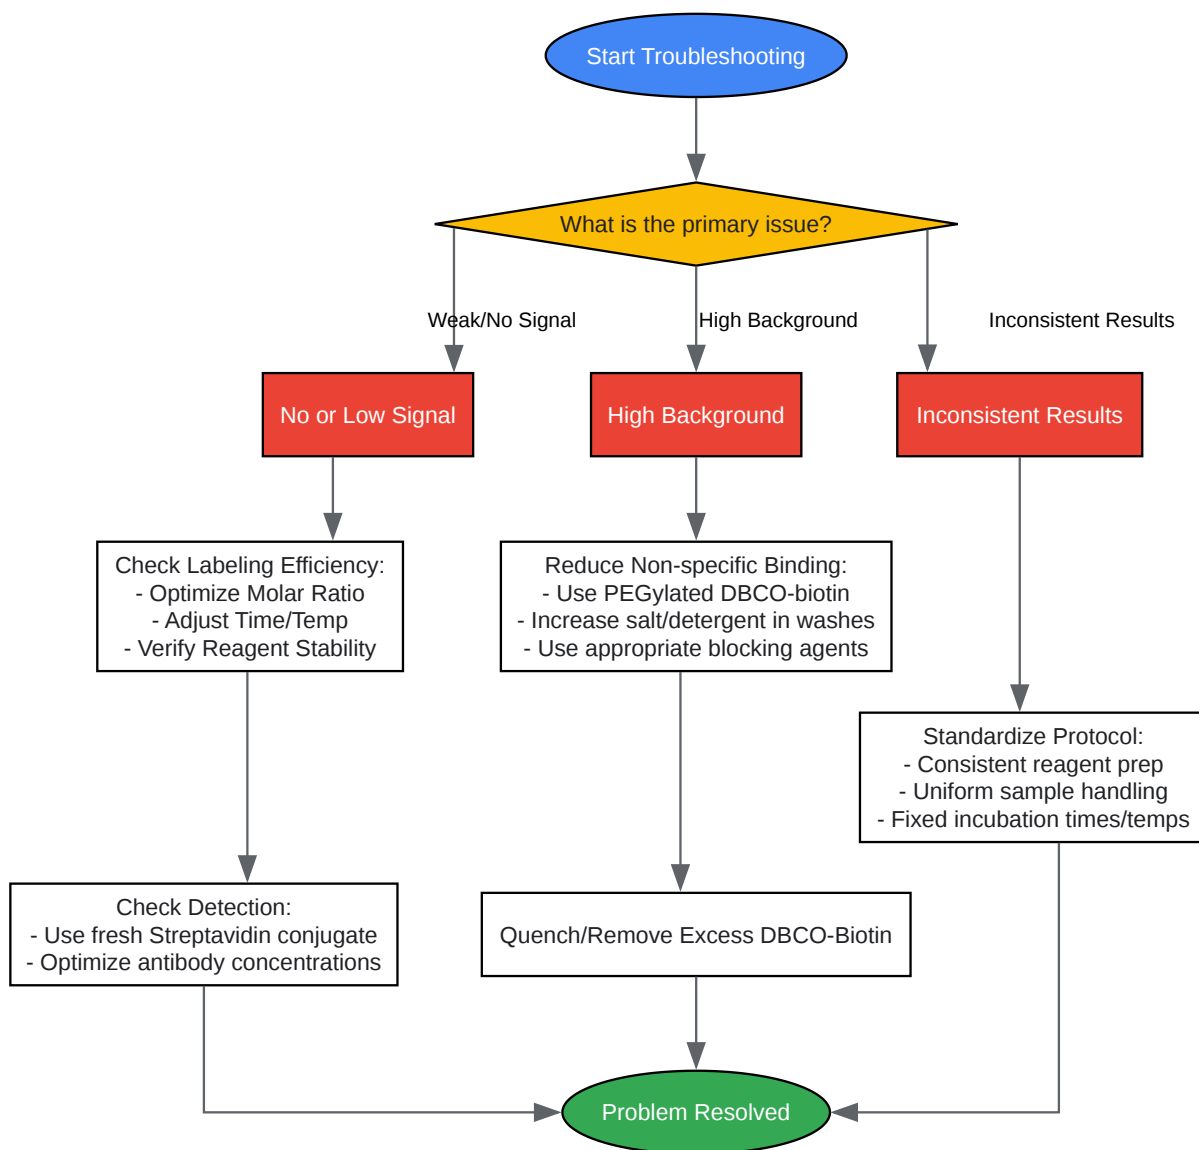 Start Troubleshooting
What is the primary issue?
Weak/No Signal
High Background
Inconsistent Results
No or Low Signal
High Background
Inconsistent Results
Check Labeling Efficiency:
- Optimize Molar Ratio
- Adjust Time/Temp
- Verify Reagent Stability
Reduce Non-specific Binding:
- Use PEGylated DBCO-biotin
- Increase salt/detergent in washes
- Use appropriate blocking agents
Standardize Protocol:
- Consistent reagent prep
- Uniform sample handling
- Fixed incubation times/temps
Check Detection:
- Use fresh Streptavidin conjugate
- Optimize antibody concentrations
Quench/Remove Excess DBCO-Biotin
Problem Resolved